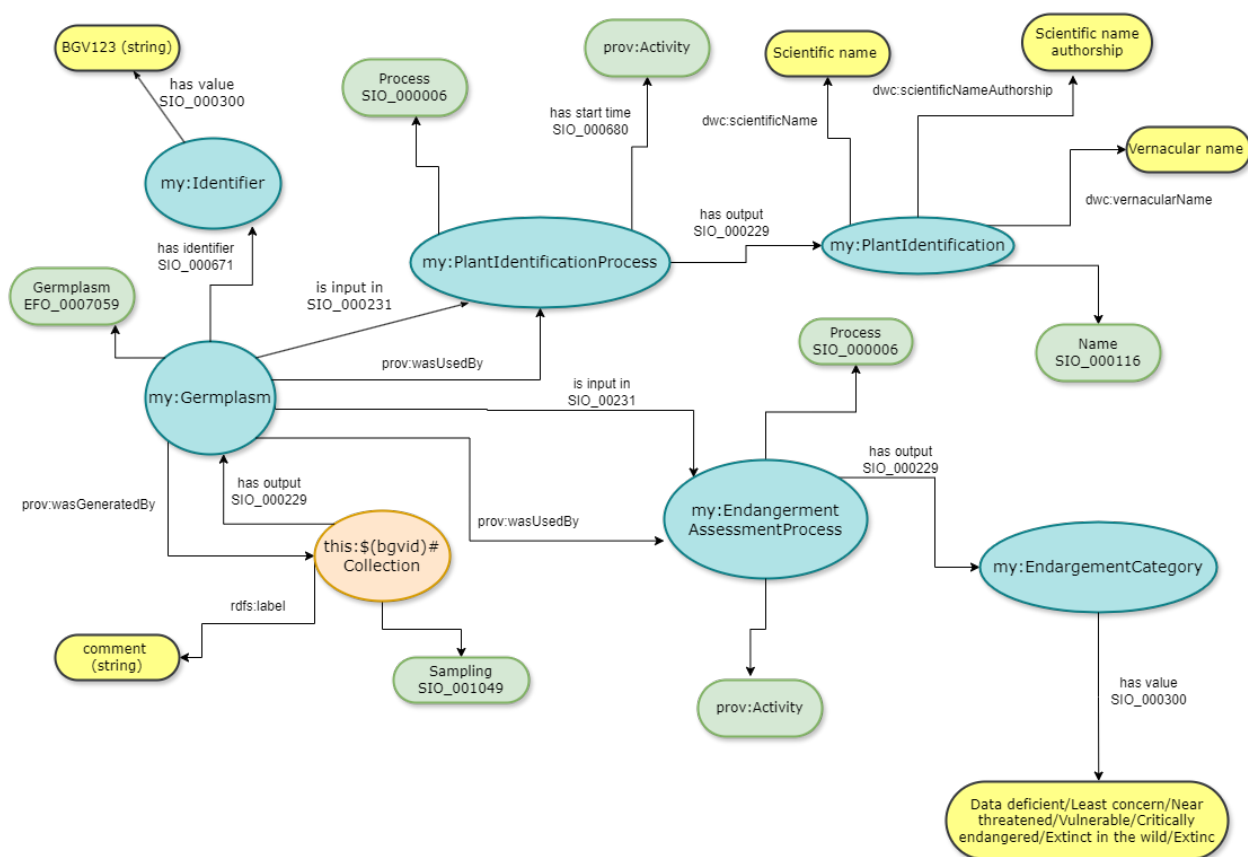 BGV123 (string)
has value
SIO_000300
my:Identifier
has identifier
SIO_000671
Germplasm
EFO_0007059
my:Germplasm
Process
SIO_000006
prov:Activity
has start time
SIO_000680
my:PlantIdentificationProcess
is input in
SIO_000231
prov:wasUsedBy
has output
SIO_000229
Scientific name
Scientific name
authorship
dwc:scientificName
dwc:scientificNameAuthorship
Vernacular name
dwc:vernacularName
my:PlantIdentification
Name
SIO_000116
Process
SIO_000006
is input in
SIO_00231
has output
SIO_000229
prov:wasGeneratedBy
has output
SIO_000229
prov:wasUsedBy
my:Endangerment
AssessmentProcess
this:$(bgvid)#
Collection
my:EndargementCategory
rdfs:label
comment
(string)
Sampling
SIO_001049
prov:Activity
has value
SIO_000300
Data deficient/Least concern/Near
threatened/Vulnerable/Critically
endangered/Extinct in the wild/Extinc